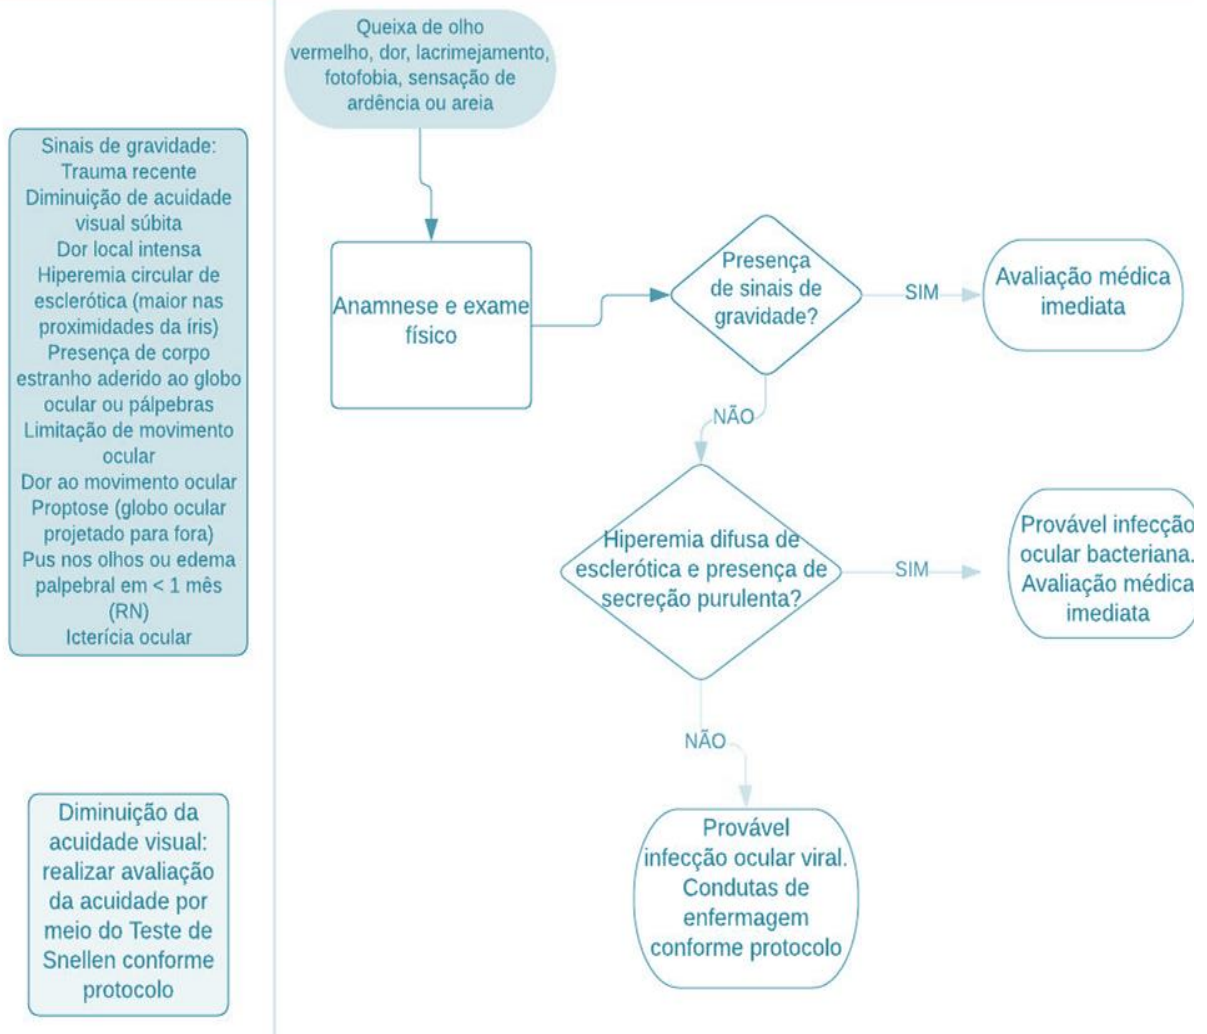 Queixa de olho
vermelho, dor, lacrimejamento,
fotofobia, sensação de
ardência ou areia
Sinais de gravidade:
Trauma recente
Diminuição de acuidade
visual súbita
Dor local intensa
Hiperemia circular de
esclerótica (maior nas
proximidades da íris)
Presença de corpo
estranho aderido ao globo
ocular ou pálpebras
Limitação de movimento
ocular
Dor ao movimento ocular
Proptose (globo ocular
projetado para fora)
Pus nos olhos ou edema
palpebral em < 1 mês
(RN)
Icterícia ocular
Anamnese e exame
físico
Presença
de sinais de
gravidade?
SIM
Avaliação médica
imediata
NÃO
Hiperemia difusa de
esclerótica e presença de
secreção purulenta?
SIM
Provável infecção
ocular bacteriana.
Avaliação médica
imediata
NÃO
Provável
infecção ocular viral.
Condutas de
enfermagem
conforme protocolo
Diminuição da
acuidade visual:
realizar avaliação
da acuidade por
meio do Teste de
Snellen conforme
protocolo